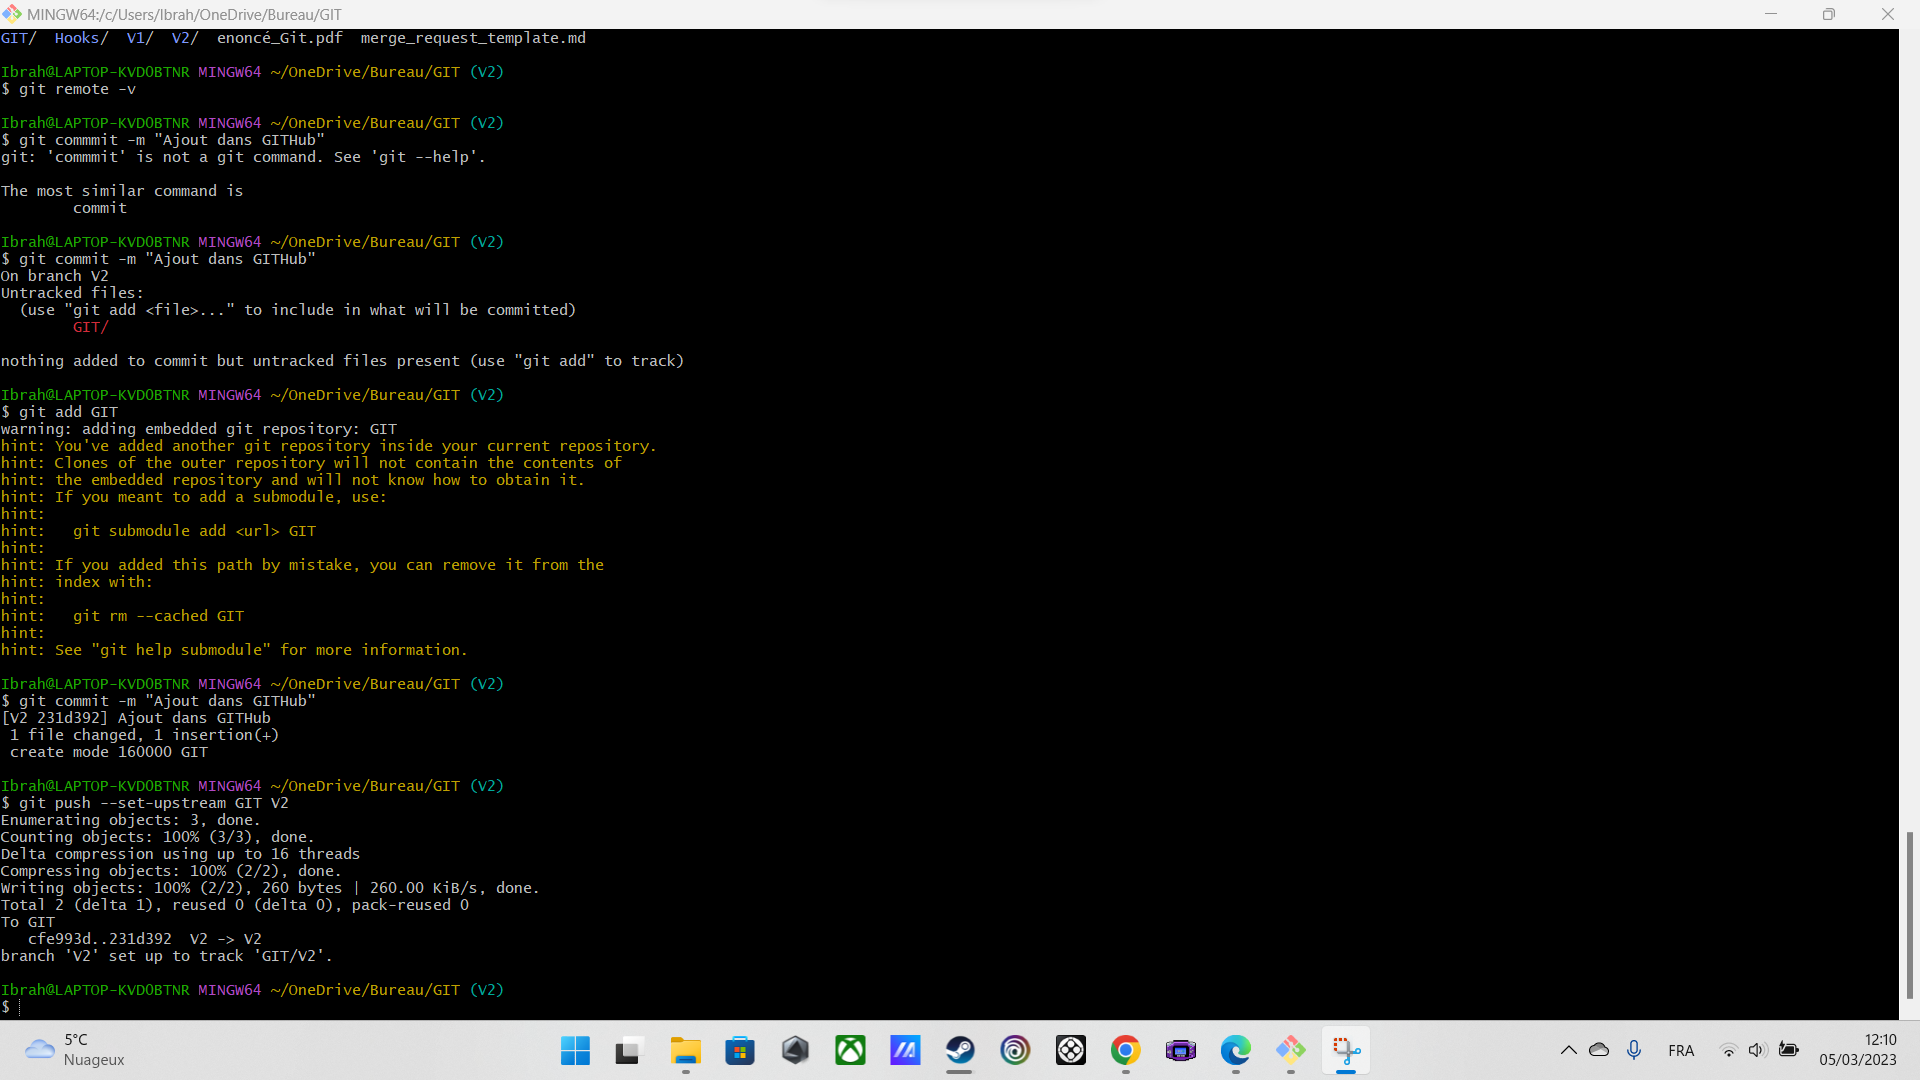 MINGW64:/c/Users/Ibrah/OneDrive/Bureau/GIT
GIT/  Hooks/  V1/  V2/  enoncé_Git.pdf  merge_request_template.md
Ibrah@LAPTOP-KVDOBTNR MINGW64 ~/OneDrive/Bureau/GIT (V2)
$ git remote -v
Ibrah@LAPTOP-KVDOBTNR MINGW64 ~/OneDrive/Bureau/GIT (V2)
$ git commmit -m "Ajout dans GITHub"
git: 'commmit' is not a git command. See 'git --help'.
The most similar command is
        commit
Ibrah@LAPTOP-KVDOBTNR MINGW64 ~/OneDrive/Bureau/GIT (V2)
$ git commit -m "Ajout dans GITHub"
On branch V2
Untracked files:
  (use "git add <file>..." to include in what will be committed)
        GIT/
nothing added to commit but untracked files present (use "git add" to track)
Ibrah@LAPTOP-KVDOBTNR MINGW64 ~/OneDrive/Bureau/GIT (V2)
$ git add GIT
warning: adding embedded git repository: GIT
hint: You've added another git repository inside your current repository.
hint: Clones of the outer repository will not contain the contents of
hint: the embedded repository and will not know how to obtain it.
hint: If you meant to add a submodule, use:
hint:
hint:   git submodule add <url> GIT
hint:
hint: If you added this path by mistake, you can remove it from the
hint: index with:
hint:
hint:   git rm --cached GIT
hint:
hint: See "git help submodule" for more information.
Ibrah@LAPTOP-KVDOBTNR MINGW64 ~/OneDrive/Bureau/GIT (V2)
$ git commit -m "Ajout dans GITHub"
[V2 231d392] Ajout dans GITHub
 1 file changed, 1 insertion(+)
 create mode 160000 GIT
Ibrah@LAPTOP-KVDOBTNR MINGW64 ~/OneDrive/Bureau/GIT (V2)
$ git push --set-upstream GIT V2
Enumerating objects: 3, done.
Counting objects: 100% (3/3), done.
Delta compression using up to 16 threads
Compressing objects: 100% (2/2), done.
Writing objects: 100% (2/2), 260 bytes | 260.00 KiB/s, done.
Total 2 (delta 1), reused 0 (delta 0), pack-reused 0
To GIT
   cfe993d..231d392  V2 -> V2
branch 'V2' set up to track 'GIT/V2'.
Ibrah@LAPTOP-KVDOBTNR MINGW64 ~/OneDrive/Bureau/GIT (V2)
$
5°C
Nuageux
FRA
12:10
05/03/2023